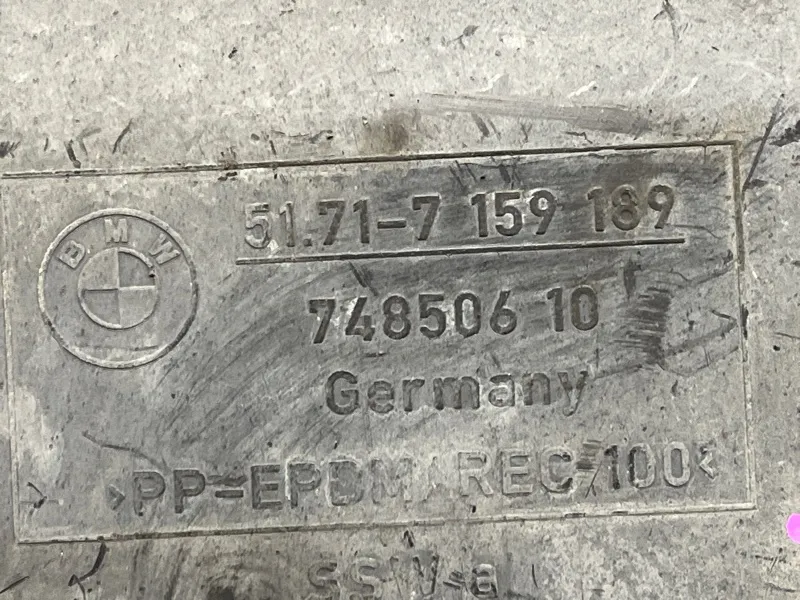 BMW
51.71-7 159 189
748506 10
Germany
>PP-EPDM/REC 100<